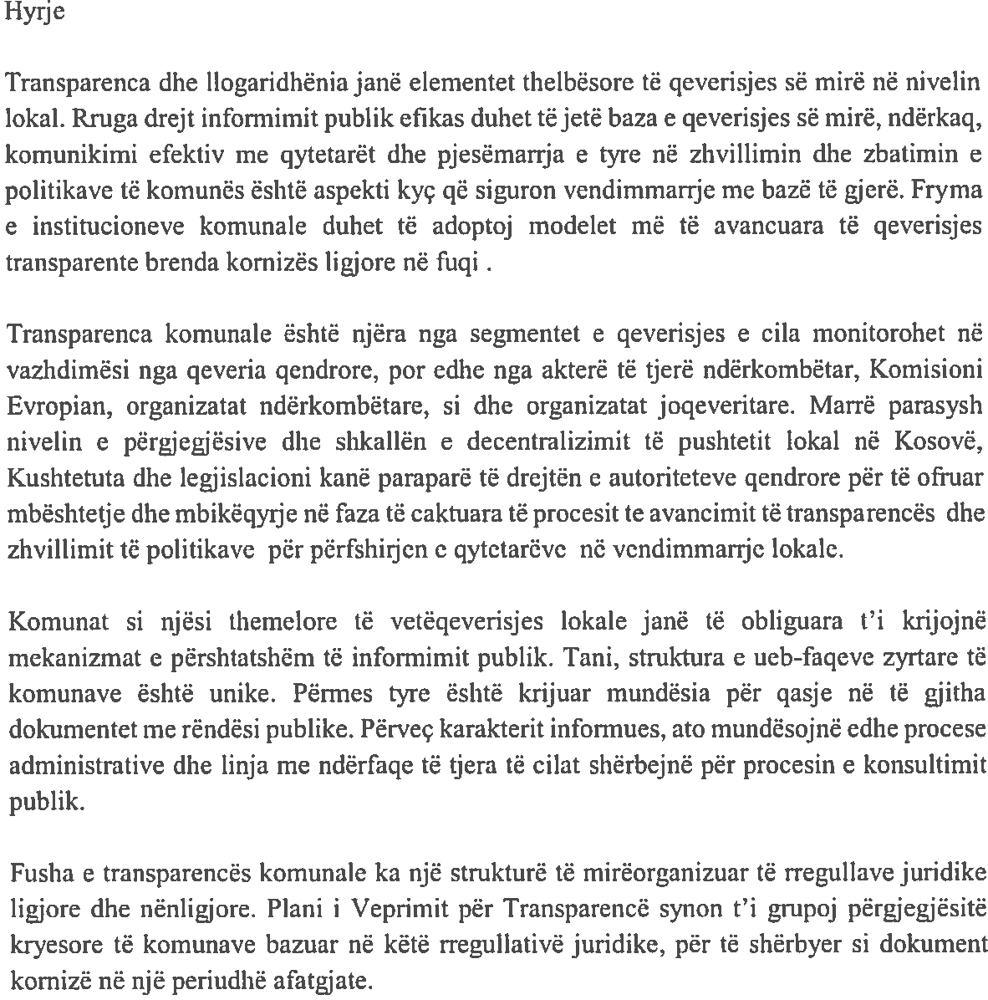 Hyrje
Transparenca dhe llogaridhënia janë elementet thelbësore të qeverisjes së mirë në nivelin
lokal. Rruga drejt informimit publik efikas duhet të jetë baza e qeverisjes së mirë, ndërkaq,
komunikimi efektiv me qytetarët dhe pjesëmarrja e tyre në zhvillimin dhe zbatimin e
politikave të komunës është aspekti kyç që siguron vendimmarrje me bazë të gjerë. Fryma
e institucioneve komunale duhet të adoptoj modelet më të avancuara të qeverisjes
transparente brenda kornizës ligjore në fuqi .
Transparenca komunale është njëra nga segmentet e qeverisjes e cila monitorohet në
vazhdimësi nga qeveria qendrore, por edhe nga akterë të tjerë ndërkombëtar, Komisioni
Evropian, organizatat ndërkombëtare, si dhe organizatat joqeveritare. Marrë parasysh
nivelin e përgjegjësive dhe shkallën e decentralizimit të pushtetit lokal në Kosovë,
Kushtetuta dhe legjislacioni kanë paraparë të drejtën e autoriteteve qendrore për të ofruar
mbështetje dhe mbikëqyrje në faza të caktuara të procesit te avancimit të transparencës dhe
zhvillimit të politikave për përfshirjen e qytetarëve në vendimmarrje lokale.
Komunat si njësi themelore të vetëqeverisjes lokale janë të obliguara t’i krijojnë
mekanizmat e përshtatshëm të informimit publik. Tani, struktura e ueb-faqeve zyrtare të
komunave është unike. Përmes tyre është krijuar mundësia për qasje në të gjitha
dokumentet me rëndësi publike. Përveç karakterit informues, ato mundësojnë edhe procese
administrative dhe linja me ndërfaqe të tjera të cilat shërbejnë për procesin e konsultimit
publik.
Fusha e transparencës komunale ka një strukturë të mirëorganizuar të rregullave juridike
ligjore dhe nënligjore. Plani i Veprimit për Transparencë synon t’i grupoj përgjegjësitë
kryesore të komunave bazuar në këtë rregullativë juridike, për të shërbyer si dokument
kornizë në një periudhë afatgjate.